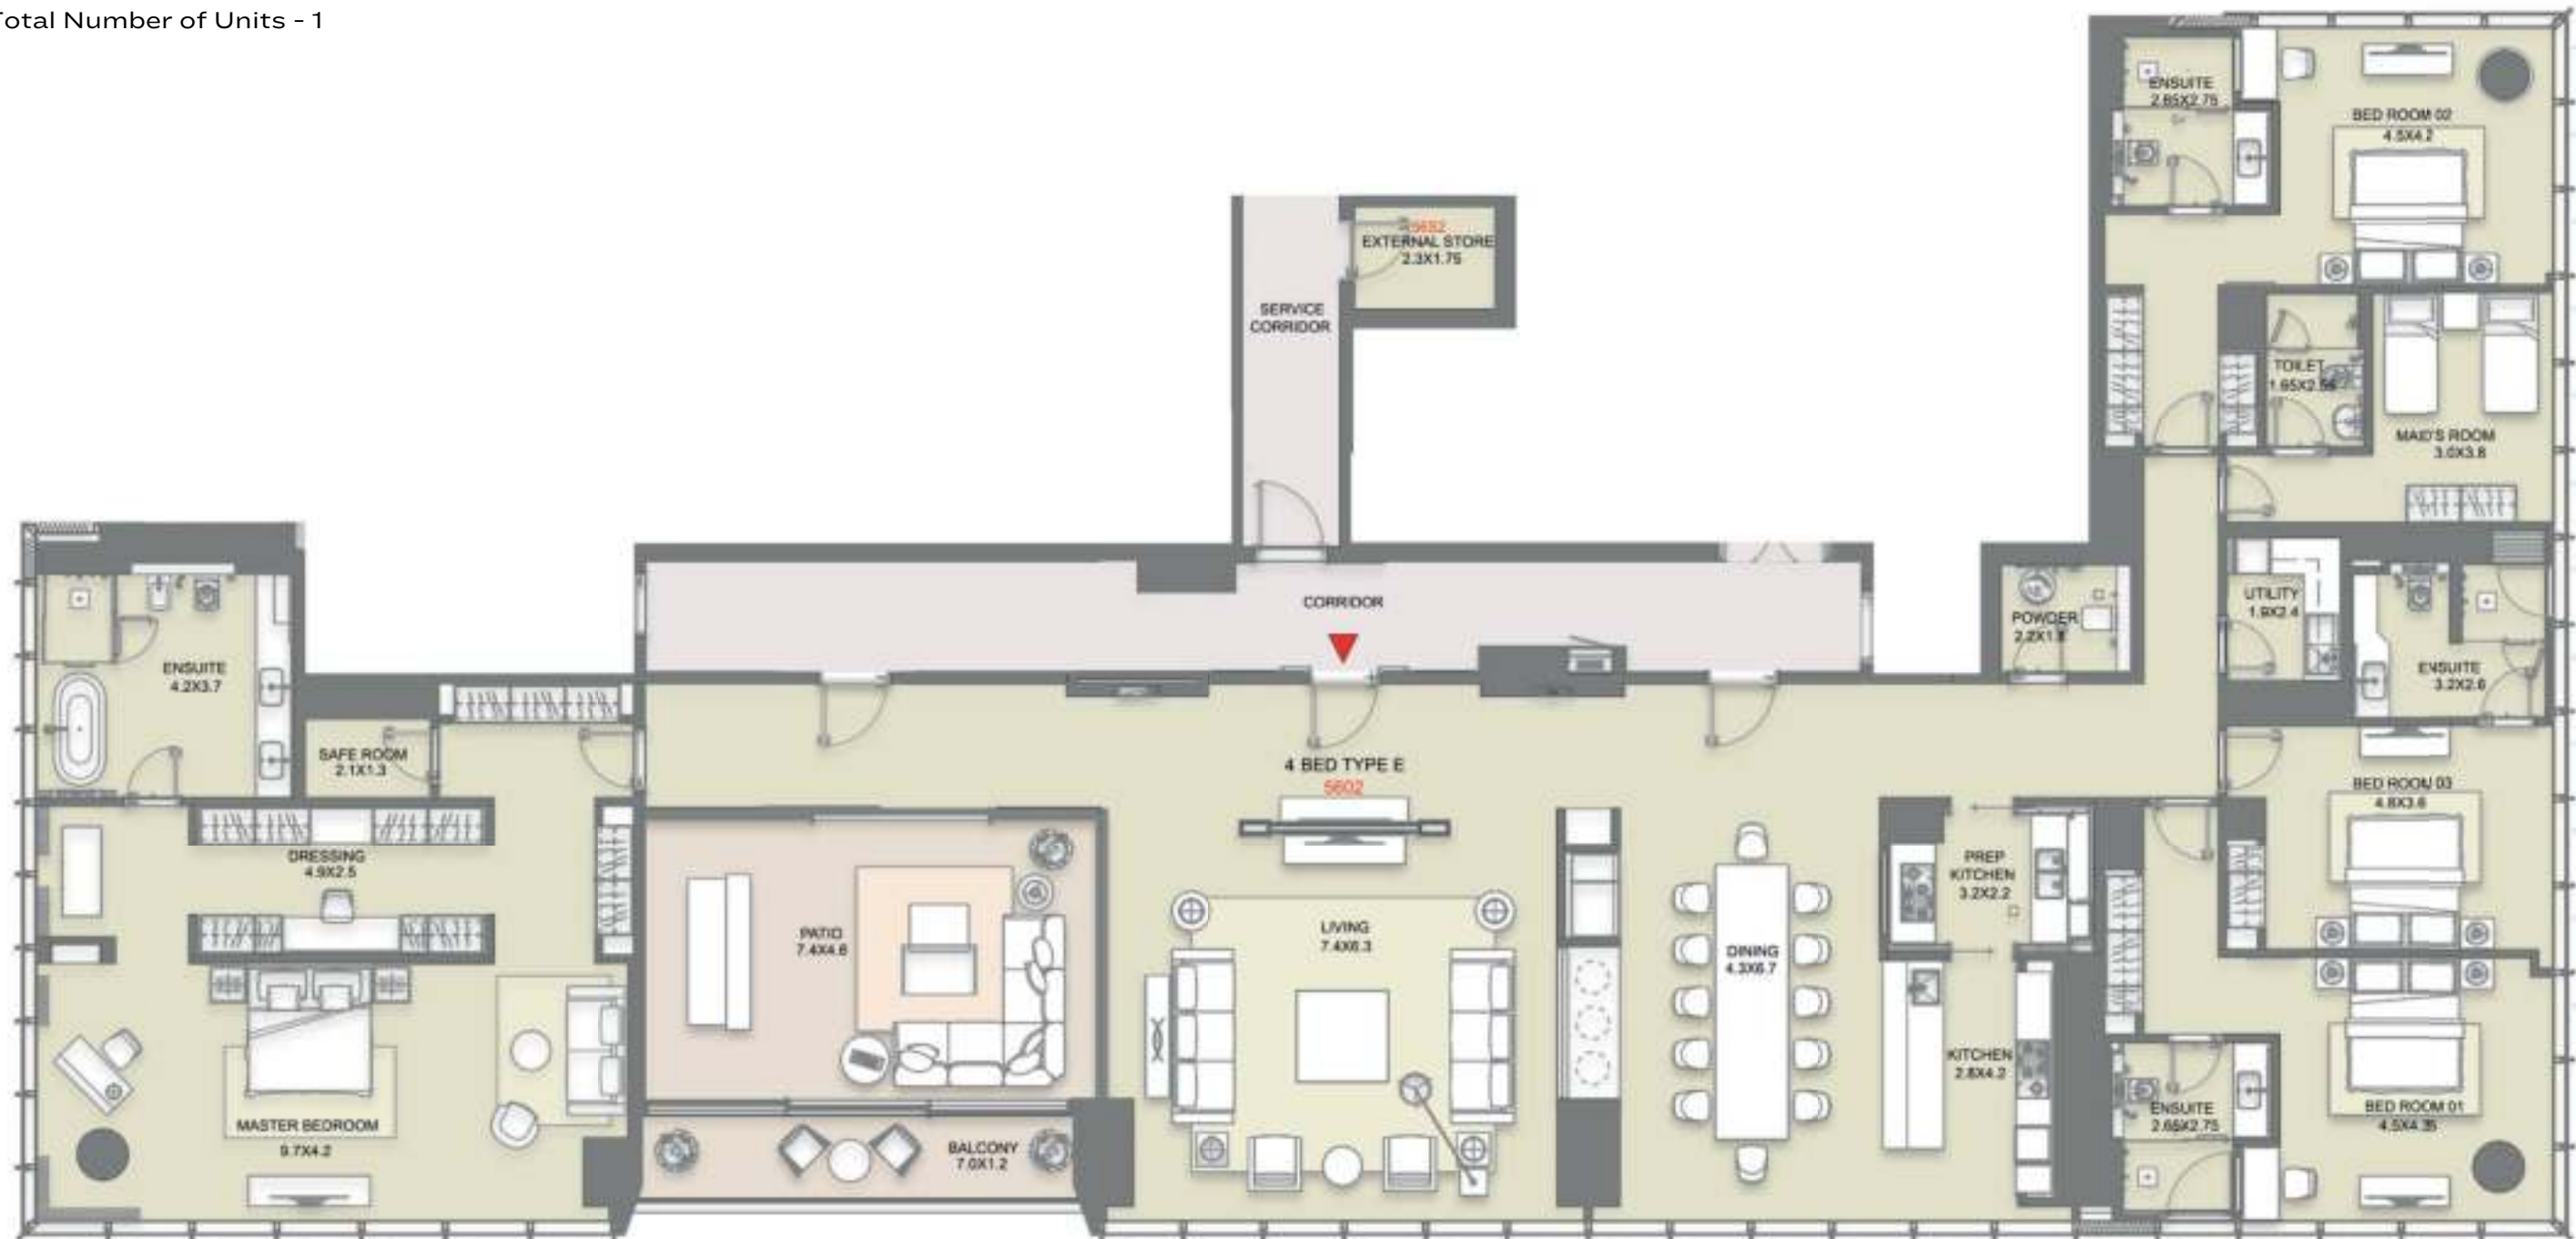 Total Number of Units - 1
ENSUITE
2.65X2.75
BED ROOM 02
4.5X4.2
EXTERNAL STORE
2.3X1.75
SERVICE
CORRIDOR
TOILET
MAID'S ROOM
3.0X3.8
CORRIDOR
POWDER
UTILITY
1.9X2.4
ENSUITE
3.2X2.6
ENSUITE
4.2X3.7
SAFE ROOM
2.1X1.3
4 BED TYPE E
5602
BED ROOM 03
4.8X3.6
DRESSING
4.9X2.5
PREP
KITCHEN
3.2X2.2
PATIO
7.4X4.6
LIVING
7.4X6.3
DINING
4.3X6.7
KITCHEN
2.8X4.2
MASTER BEDROOM
9.7X4.2
BALCONY
7.0X1.2
ENSUITE
2.65X2.75
BED ROOM 01
4.5X4.35